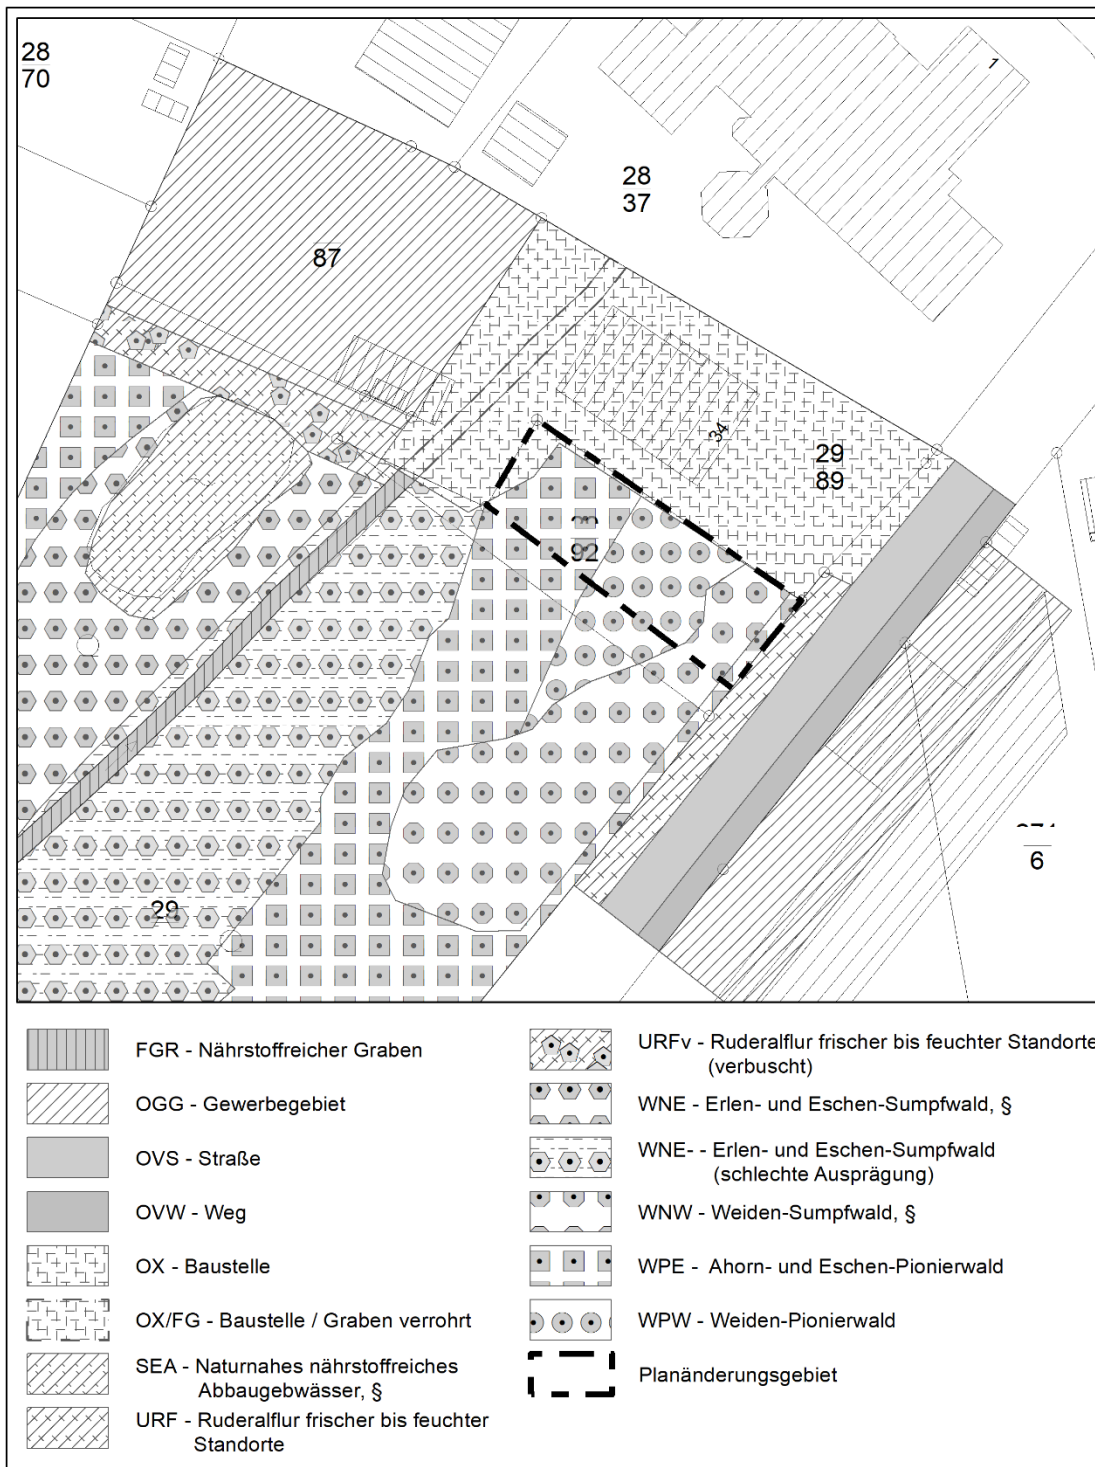 28
70
1
28
37
87
34
29
89
92
29
6
FGR - Nährstoffreicher Graben
OGG - Gewerbegebiet
OVS - Straße
OVW - Weg
OX - Baustelle
OX/FG - Baustelle / Graben verrohrt
SEA - Naturnahes nährstoffreiches
Abbaugebwässer, §
URF - Ruderalflur frischer bis feuchter
Standorte
URFv - Ruderalflur frischer bis feuchter Standorte
(verbuscht)
WNE - Erlen- und Eschen-Sumpfwald, §
WNE- - Erlen- und Eschen-Sumpfwald
(schlechte Ausprägung)
WNW - Weiden-Sumpfwald, §
WPE - Ahorn- und Eschen-Pionierwald
WPW - Weiden-Pionierwald
Planänderungsgebiet